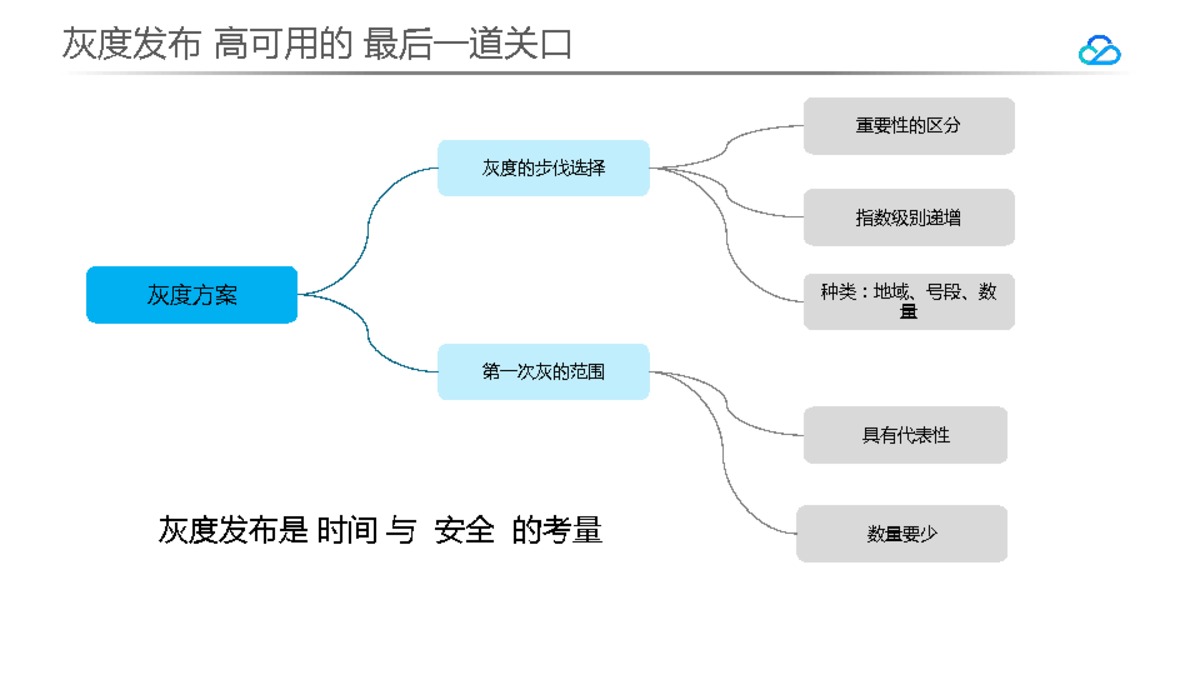 灰度发布 高可用的 最后一道关口
重要性的区分
灰度的步伐选择
指数级别递增
灰度方案
种类：地域、号段、数
量
第一次灰的范围
具有代表性
灰度发布是 时间 与 安全 的考量
数量要少